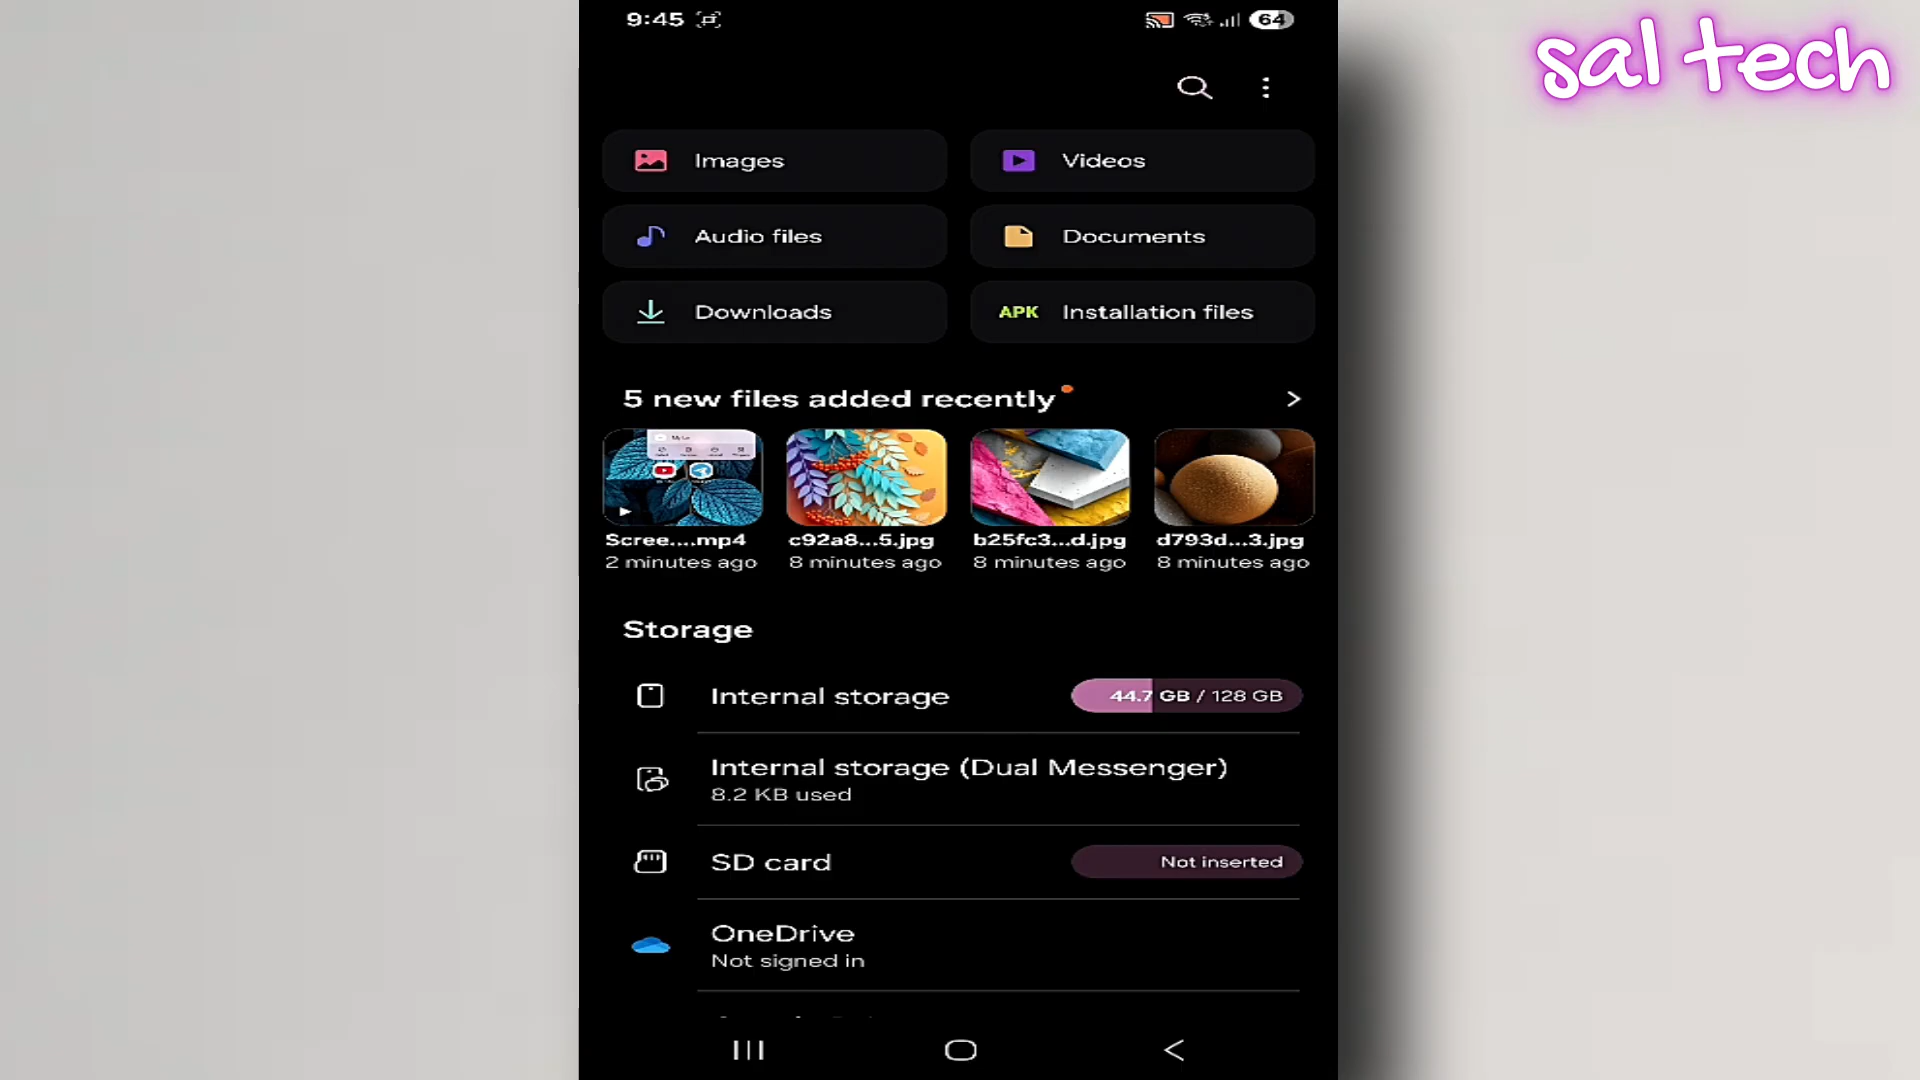 9:45
64
sal tech
Images
Videos
Audio files
Documents
Downloads
APK Installation files
5 new files added recently
Scree....mp4
2 minutes ago
c92a8...5.jpg
8 minutes ago
b25fc3...d.jpg
8 minutes ago
d793d...3.jpg
8 minutes ago
Storage
Internal storage
44.7 GB / 128 GB
Internal storage (Dual Messenger)
8.2 KB used
SD card
Not inserted
OneDrive
Not signed in